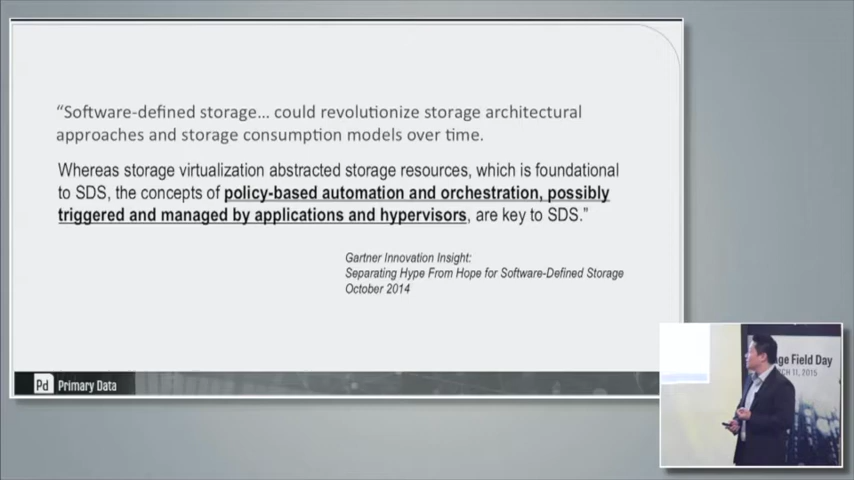 “Software-defined storage... could revolutionize storage architectural
approaches and storage consumption models over time.
Whereas storage virtualization abstracted storage resources, which is foundational
to SDS, the concepts of policy-based automation and orchestration, possibly
triggered and managed by applications and hypervisors, are key to SDS.”
Gartner Innovation Insight:
Separating Hype From Hope for Software-Defined Storage
October 2014
Pd Primary Data
Field Day
11, 2015